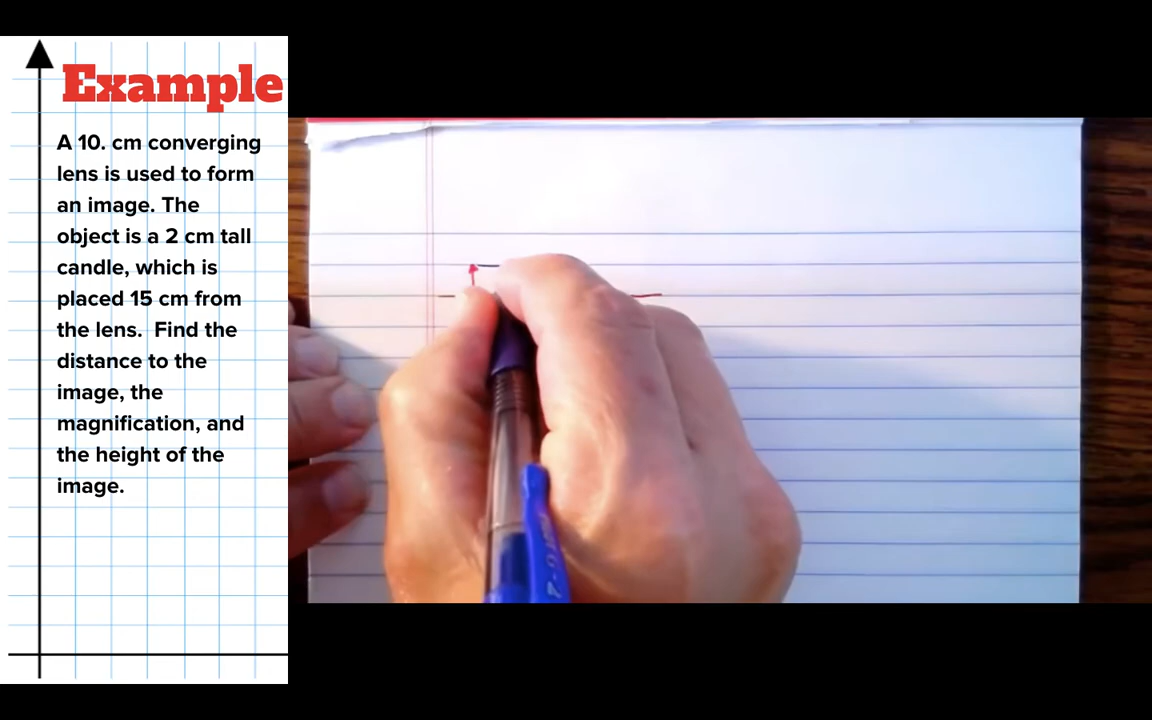 Example
A 10. cm converging
lens is used to form
an image. The
object is a 2 cm tall
candle, which is
placed 15 cm from
the lens.  Find the
distance to the
image, the
magnification, and
the height of the
image.